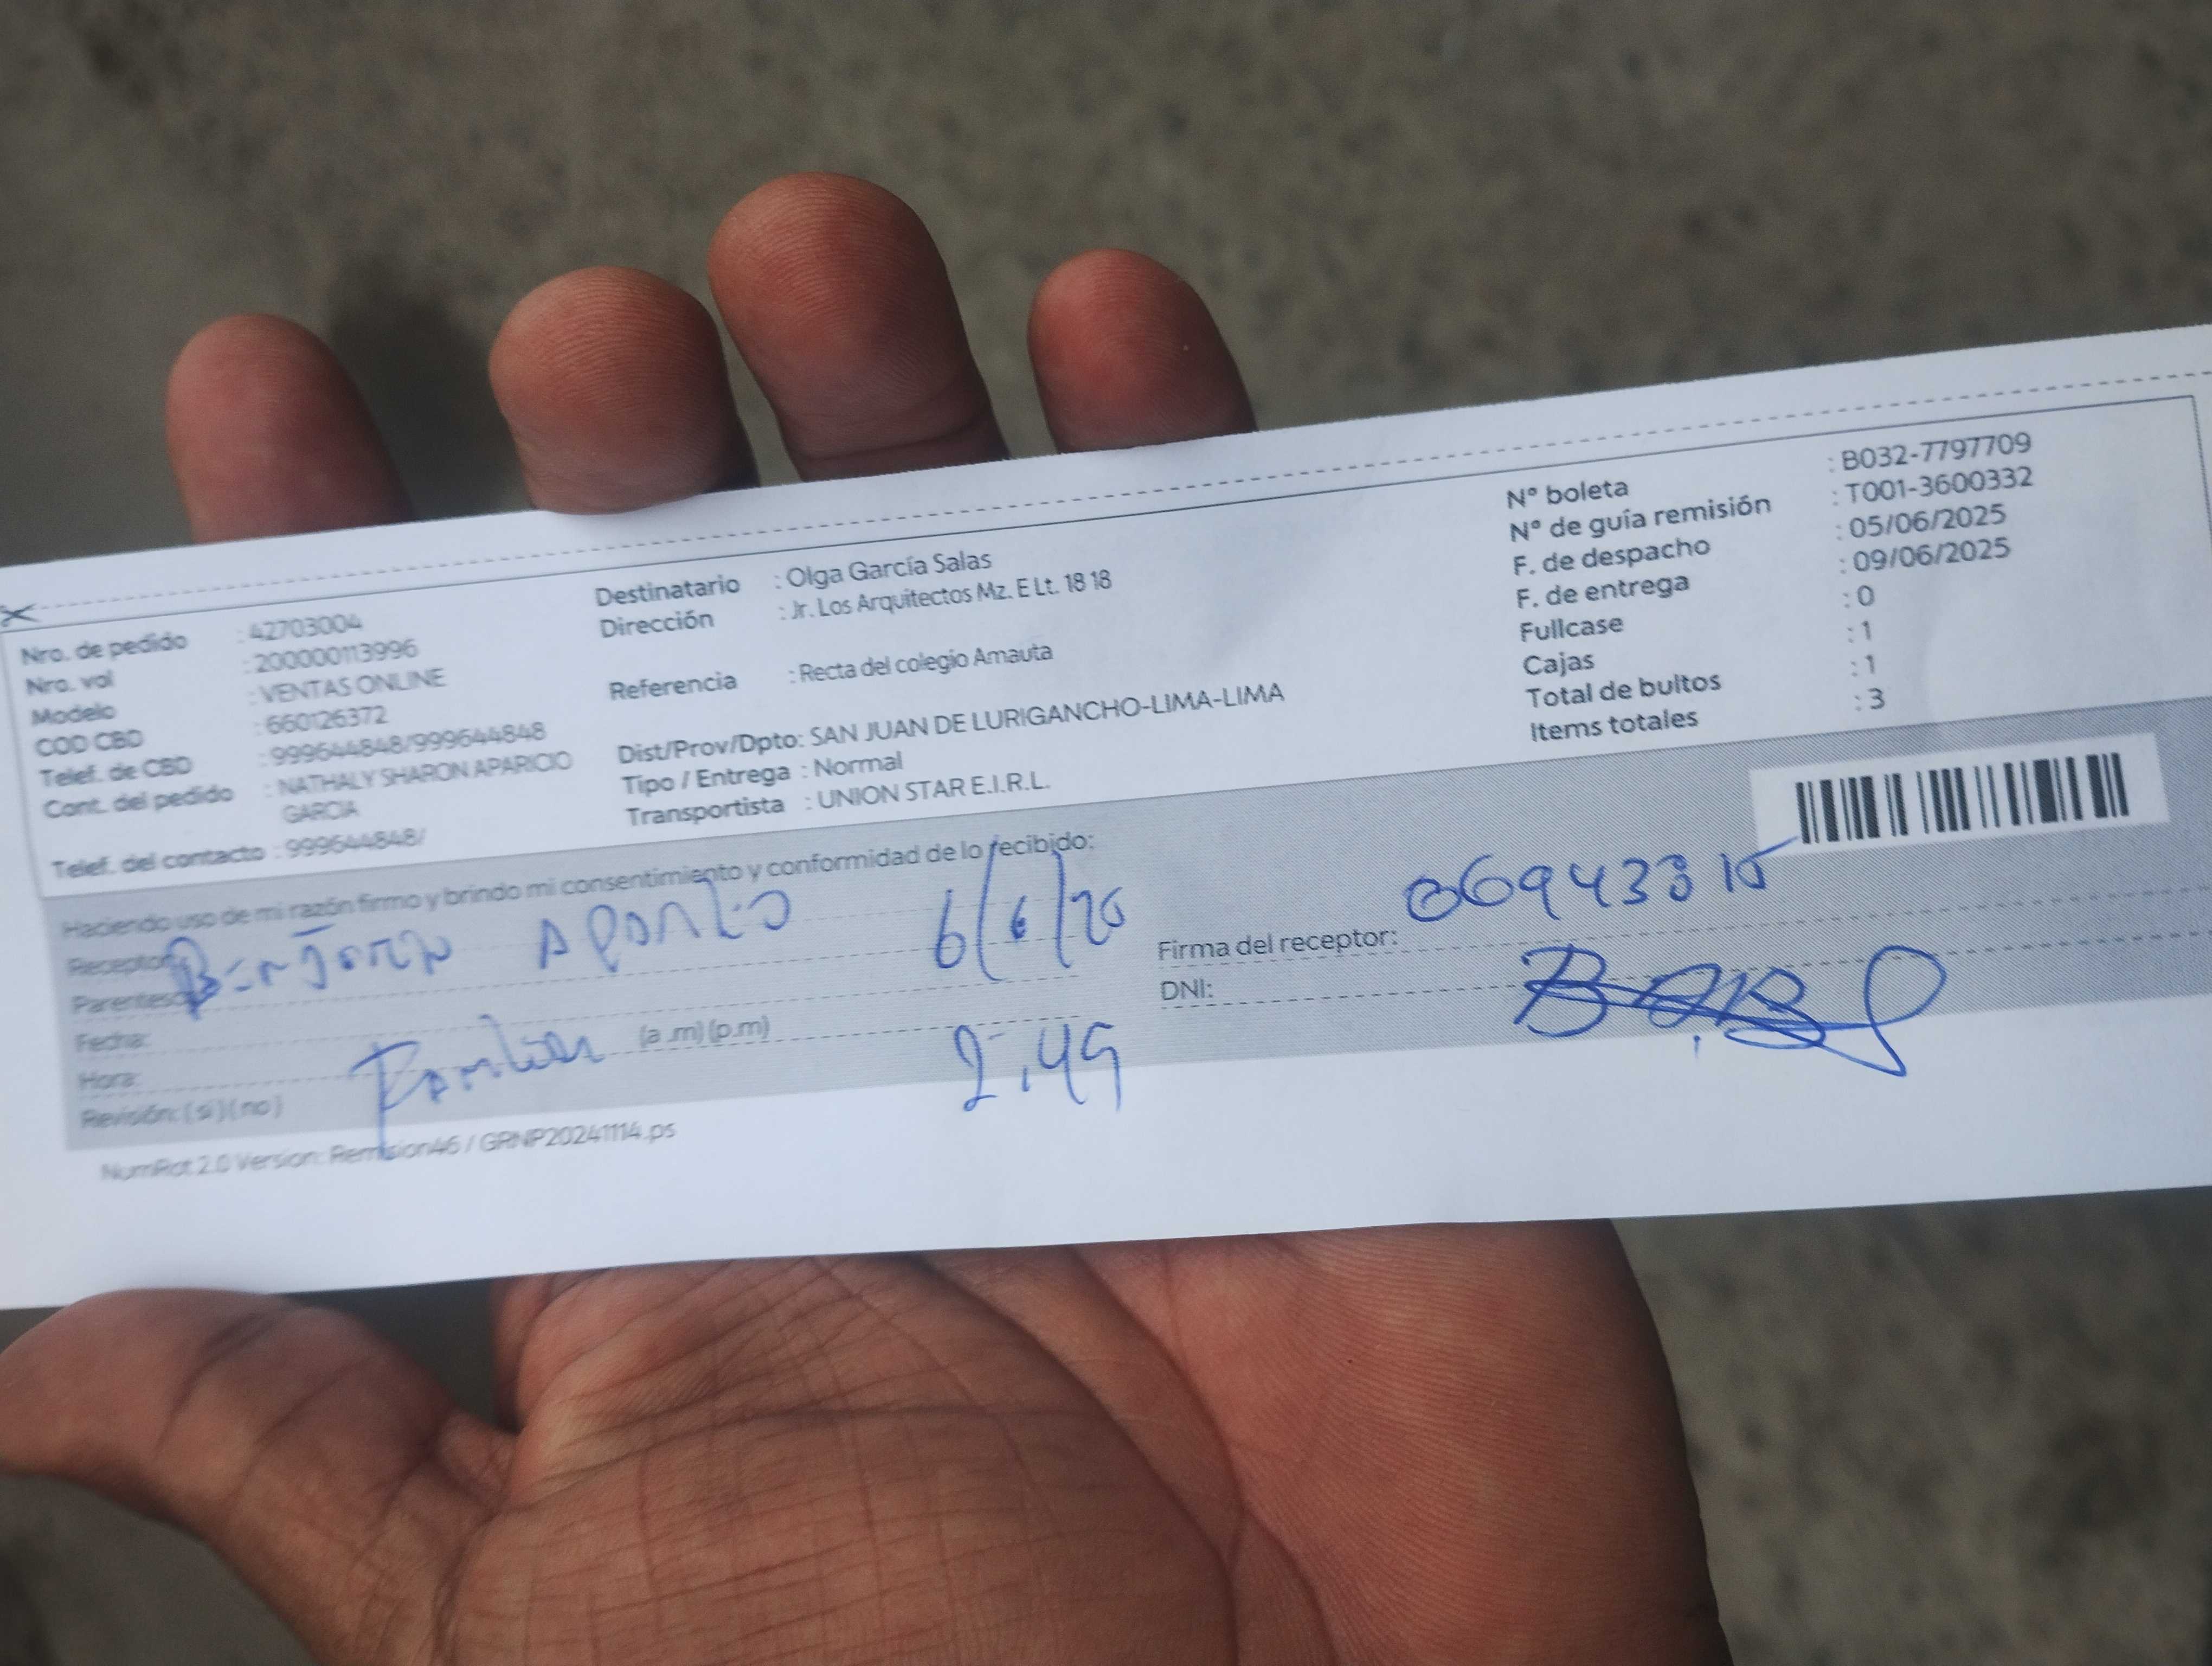 Nro. de pedido : 42703004
Nro. val : 200000113996
Modelo : VENTAS ONLINE
COD CBD : 660126372
Telef. de CBD : 999644848/999644848
Cont. del pedido : NATHALY SHARON APARICIO
GARCIA
Telef. del contacto : 999644848/
Destinatario : Olga García Salas
Dirección : Jr. Los Arquitectos Mz. E Lt. 18 18
Referencia : Recta del colegio Amauta
Dist/Prov/Dpto: SAN JUAN DE LURIGANCHO-LIMA-LIMA
Tipo / Entrega : Normal
Transportista : UNION STAR E.I.R.L.
N° boleta : B032-7797709
N° de guía remisión : T001-3600332
F. de despacho : 05/06/2025
F. de entrega : 09/06/2025
Fullcase : 0
Cajas : 1
Total de bultos : 1
Items totales : 3
Haciendo uso de mi razón firmo y brindo mi consentimiento y conformidad de lo recibido:
Receptor:
Parentesco
Fecha: 6/6/
Hora: (a .m) (p.m) 2.49
Revisión: ( si ) ( no )
Firma del receptor:
DNI:
NumRot 2.0 Version: Remision46 / GRNP20241114.ps